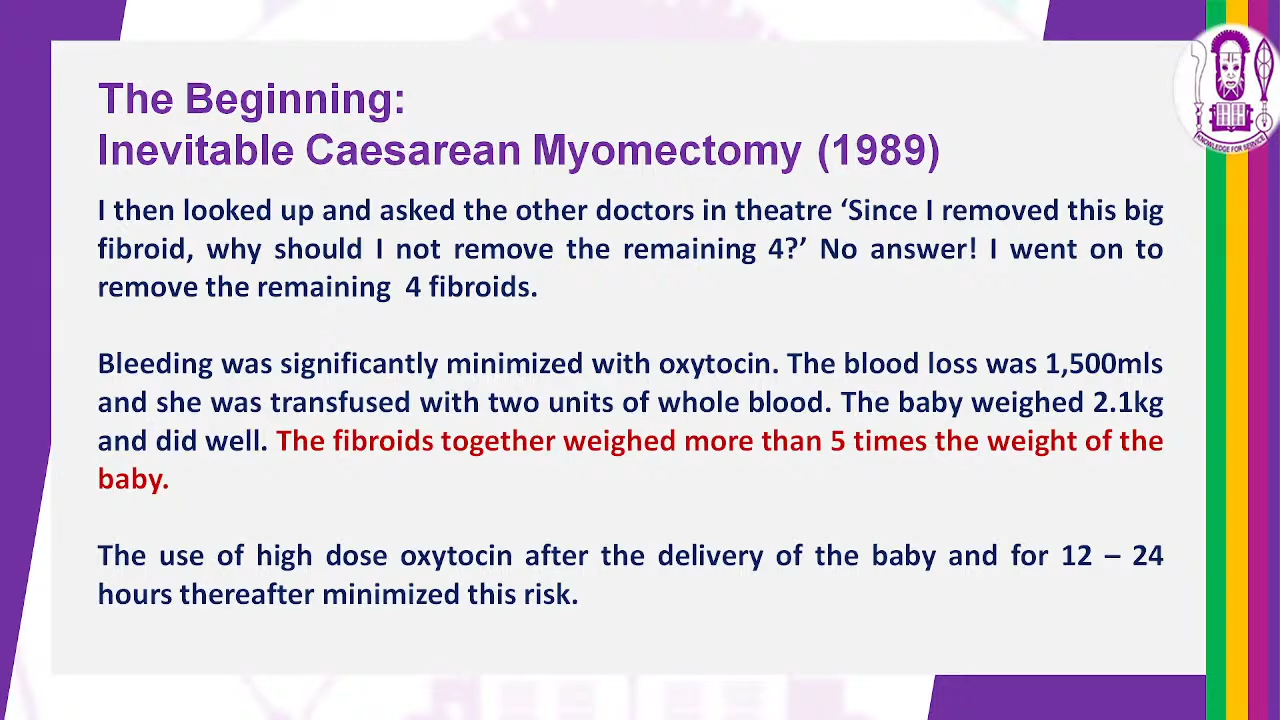 The Beginning:
Inevitable Caesarean Myomectomy (1989)
I then looked up and asked the other doctors in theatre ‘Since I removed this big
fibroid, why should I not remove the remaining 4?’ No answer! I went on to
remove the remaining 4 fibroids.
Bleeding was significantly minimized with oxytocin. The blood loss was 1,500mls
and she was transfused with two units of whole blood. The baby weighed 2.1kg
and did well. The fibroids together weighed more than 5 times the weight of the
baby.
The use of high dose oxytocin after the delivery of the baby and for 12 – 24
hours thereafter minimized this risk.
KNOWLEDGE FOR SERVICE